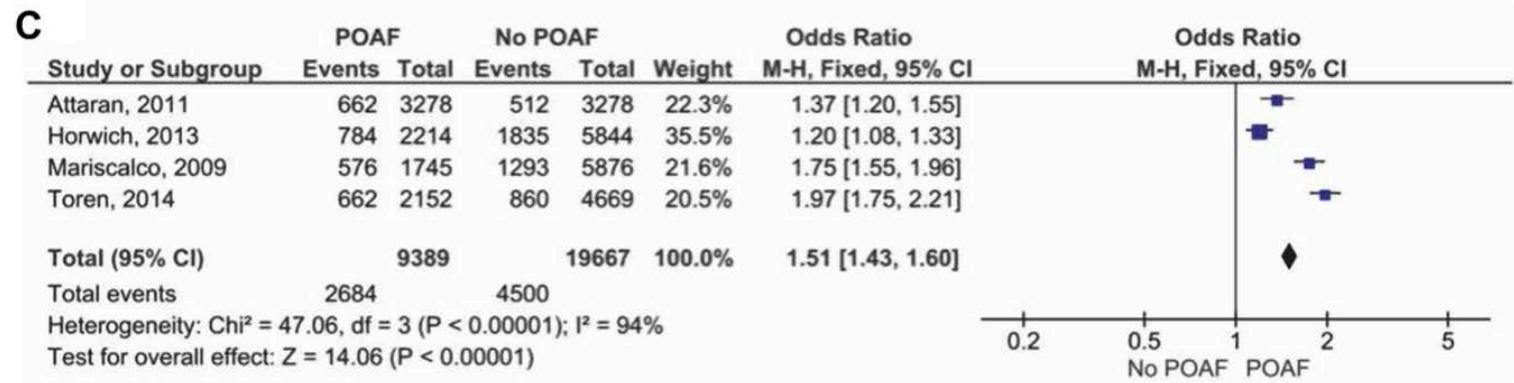 C
POAF No POAF Odds Ratio Odds Ratio
Study or Subgroup Events Total Events Total Weight M-H, Fixed, 95% CI M-H, Fixed, 95% CI
Attaran, 2011 662 3278 512 3278 22.3% 1.37 [1.20, 1.55]
Horwich, 2013 784 2214 1835 5844 35.5% 1.20 [1.08, 1.33]
Mariscalco, 2009 576 1745 1293 5876 21.6% 1.75 [1.55, 1.96]
Toren, 2014 662 2152 860 4669 20.5% 1.97 [1.75, 2.21]
Total (95% CI) 9389 19667 100.0% 1.51 [1.43, 1.60]
Total events 2684 4500
Heterogeneity: Chi² = 47.06, df = 3 (P < 0.00001); I² = 94%
Test for overall effect: Z = 14.06 (P < 0.00001)
0.2 0.5 1 2 5
No POAF POAF